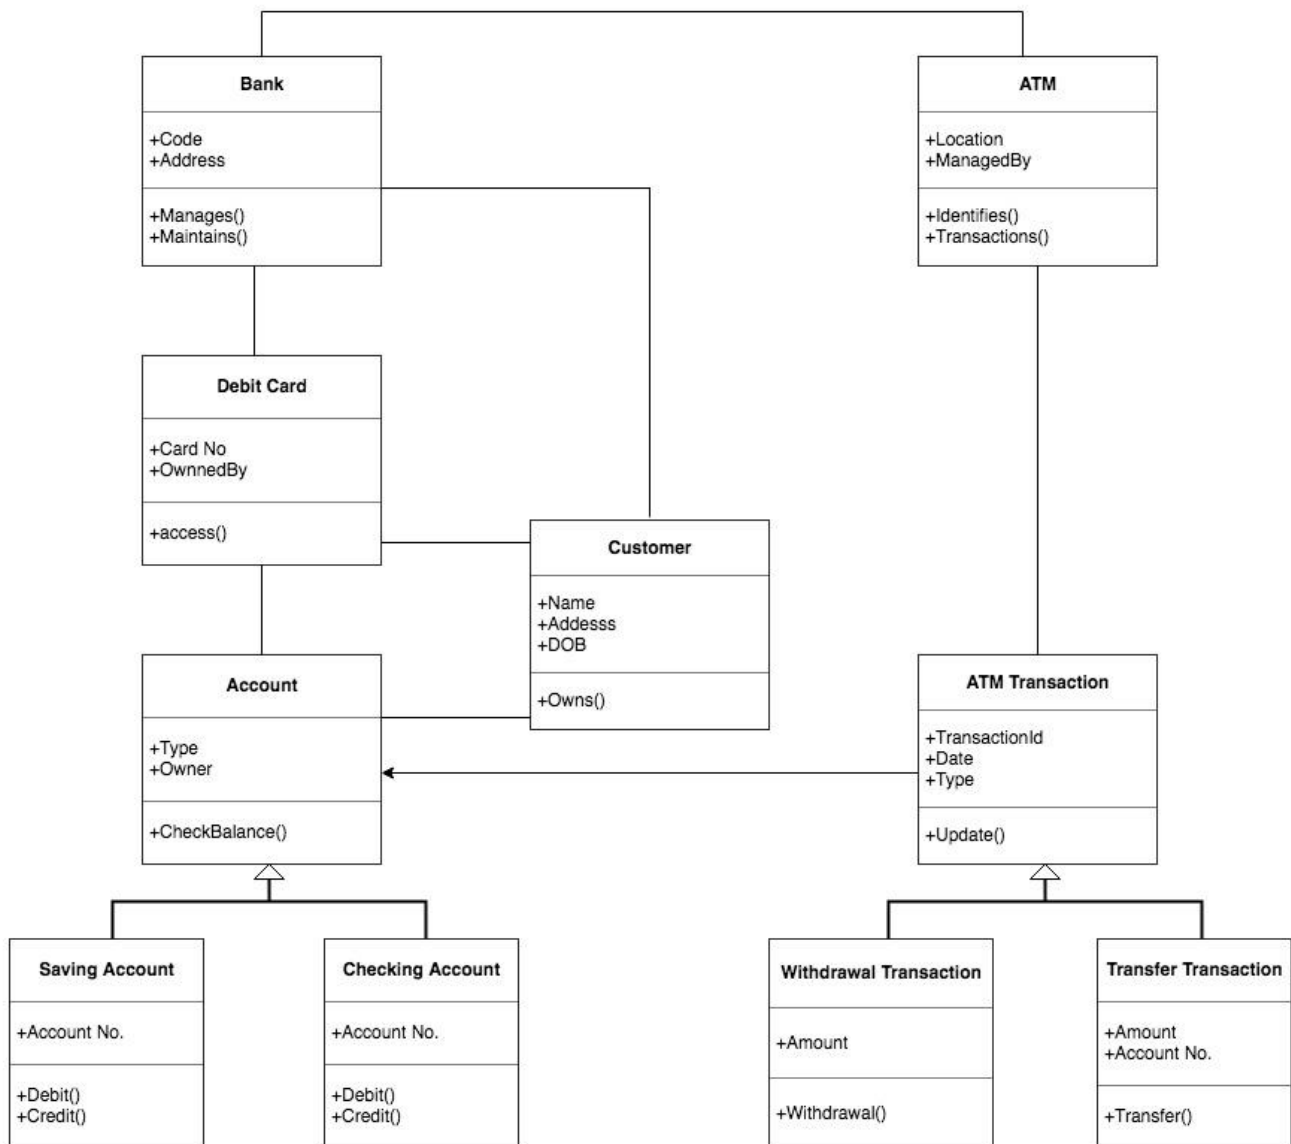 Bank
+Code
+Address
+Manages()
+Maintains()
ATM
+Location
+ManagedBy
+Identifies()
+Transactions()
Debit Card
+Card No
+OwnnedBy
+access()
Customer
+Name
+Addesss
+DOB
+Owns()
Account
+Type
+Owner
+CheckBalance()
ATM Transaction
+TransactionId
+Date
+Type
+Update()
Saving Account
+Account No.
+Debit()
+Credit()
Checking Account
+Account No.
+Debit()
+Credit()
Withdrawal Transaction
+Amount
+Withdrawal()
Transfer Transaction
+Amount
+Account No.
+Transfer()